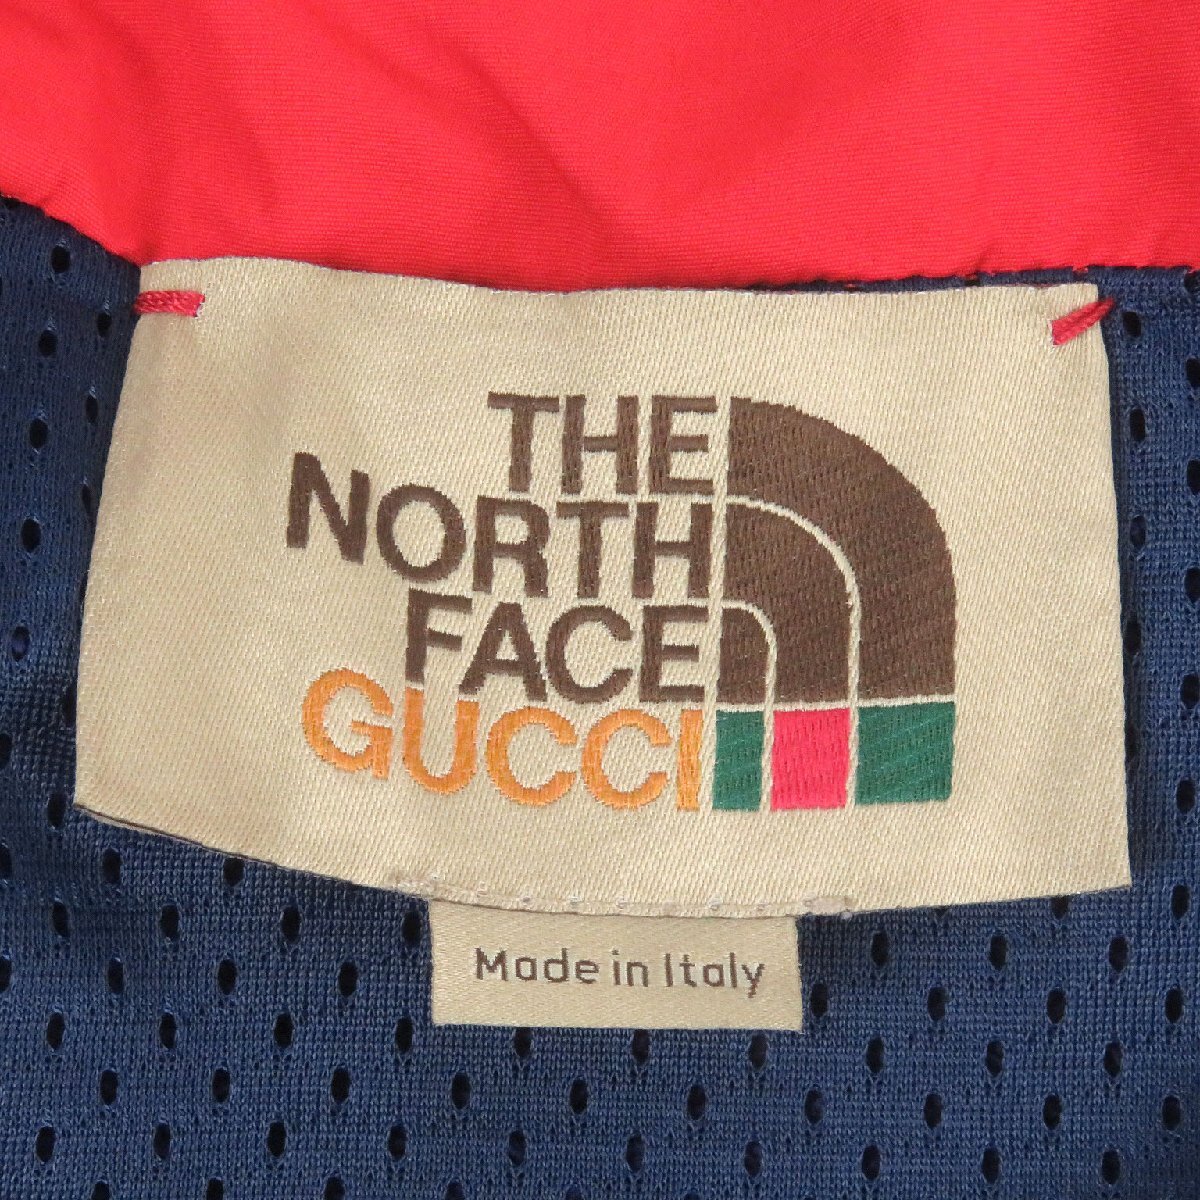 THE
NORTH
FACE
GUCCI
Made in Italy